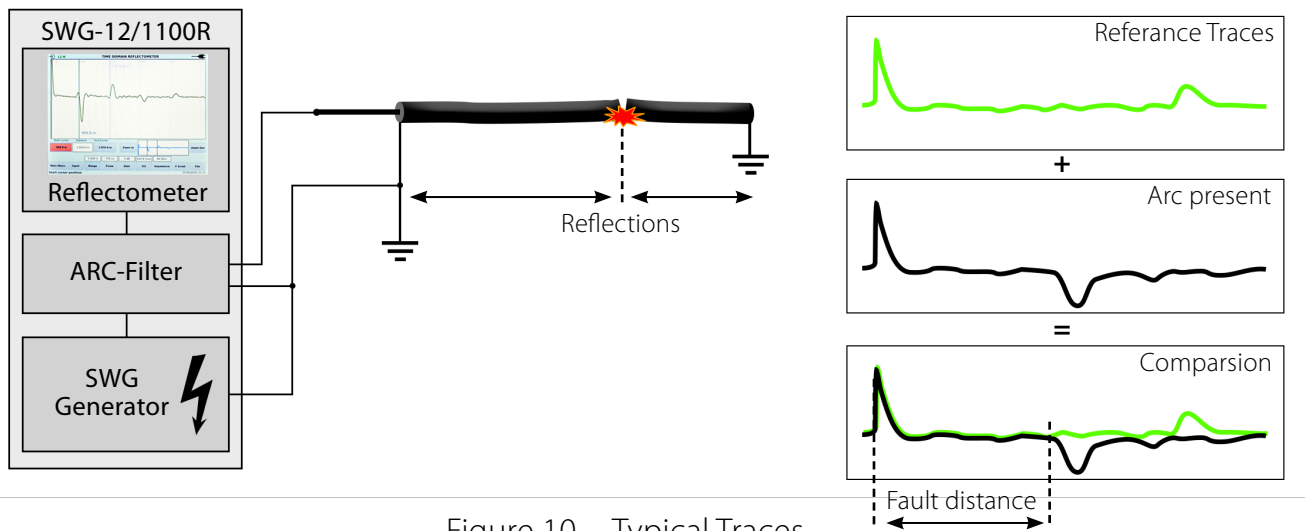 SWG-12/1100R
TIME DOMAIN REFLECTOMETER
Reflectometer
ARC-Filter
SWG
Generator
Reflections
Referance Traces
+
Arc present
=
Comparsion
Fault distance
Figure 10 Typical Traces